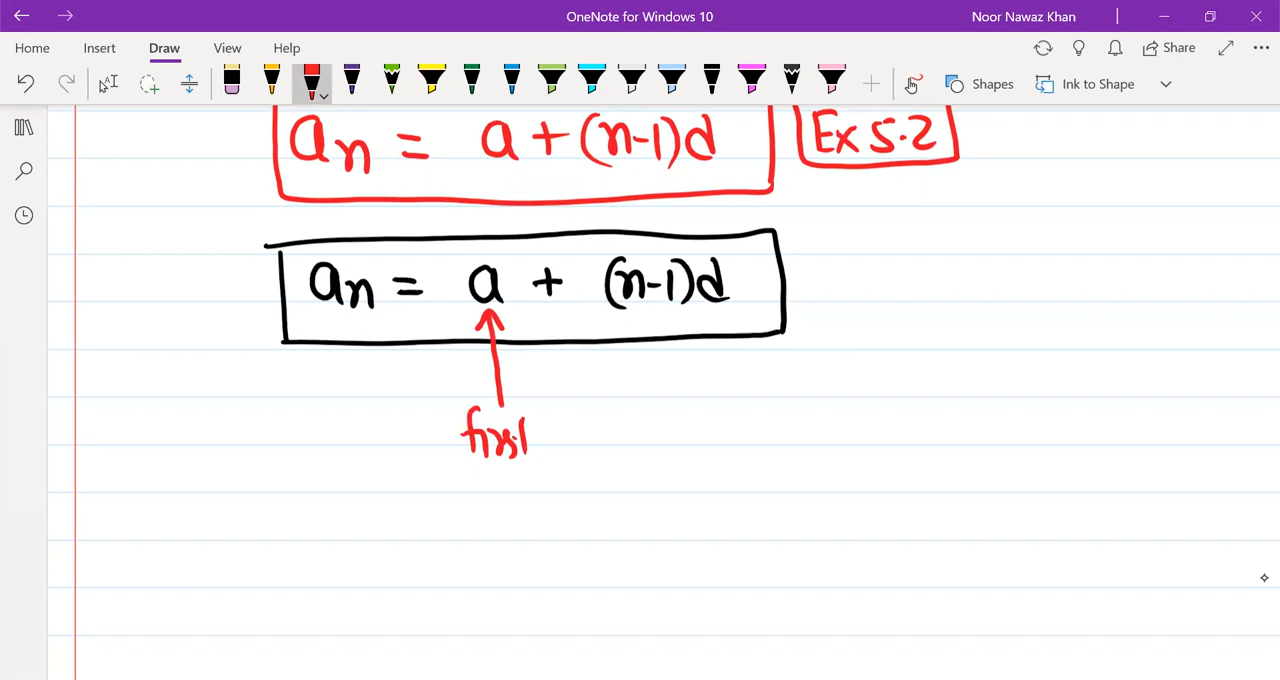 OneNote for Windows 10
Noor Nawaz Khan
Home Insert Draw View Help Share
Shapes Ink to Shape
an = a+(n-1)d Ex 5.2
an = a + (n-1)d
first